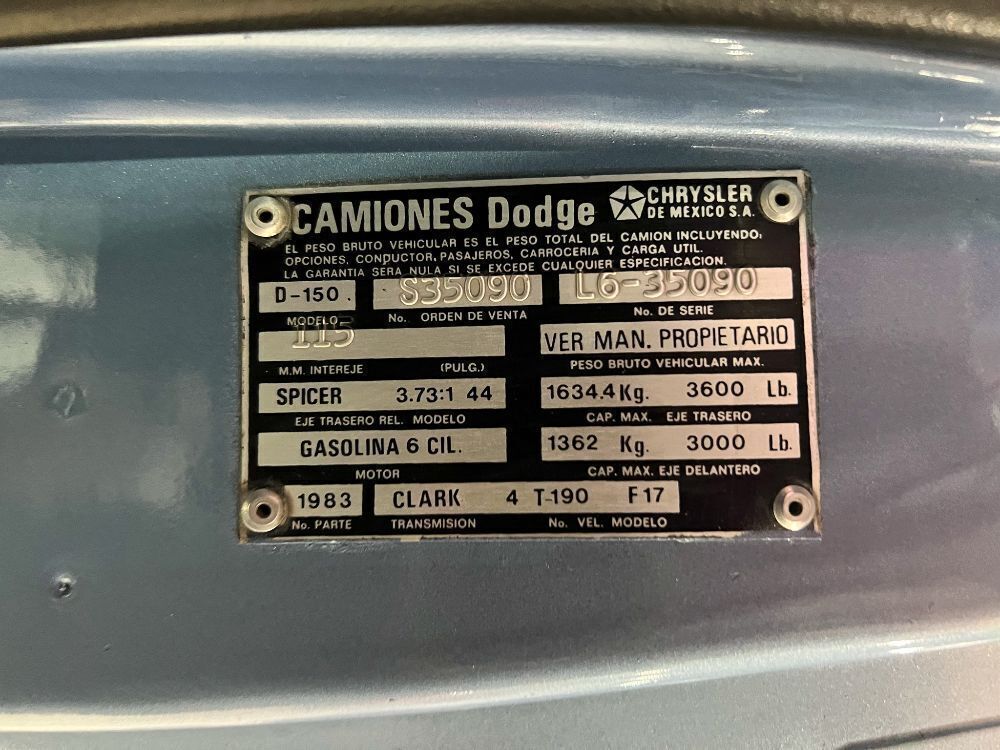 CAMIONES Dodge CHRYSLER DE MEXICO S.A.
EL PESO BRUTO VEHICULAR ES EL PESO TOTAL DEL CAMION INCLUYENDO:
OPCIONES, CONDUCTOR, PASAJEROS, CARROCERIA Y CARGA UTIL.
LA GARANTIA SERA NULA SI SE EXCEDE CUALQUIER ESPECIFICACION.
D-150 S35090 L6-35090
MODELO No. ORDEN DE VENTA No. DE SERIE
115 VER MAN. PROPIETARIO
M.M. INTEREJE (PULG.) PESO BRUTO VEHICULAR MAX.
SPICER 3.73:1 44 1634.4 Kg. 3600 Lb.
EJE TRASERO REL. MODELO CAP. MAX. EJE TRASERO
GASOLINA 6 CIL. 1362 Kg. 3000 Lb.
MOTOR CAP. MAX. EJE DELANTERO
1983 CLARK 4 T-190 F17
No. PARTE TRANSMISION No. VEL. MODELO